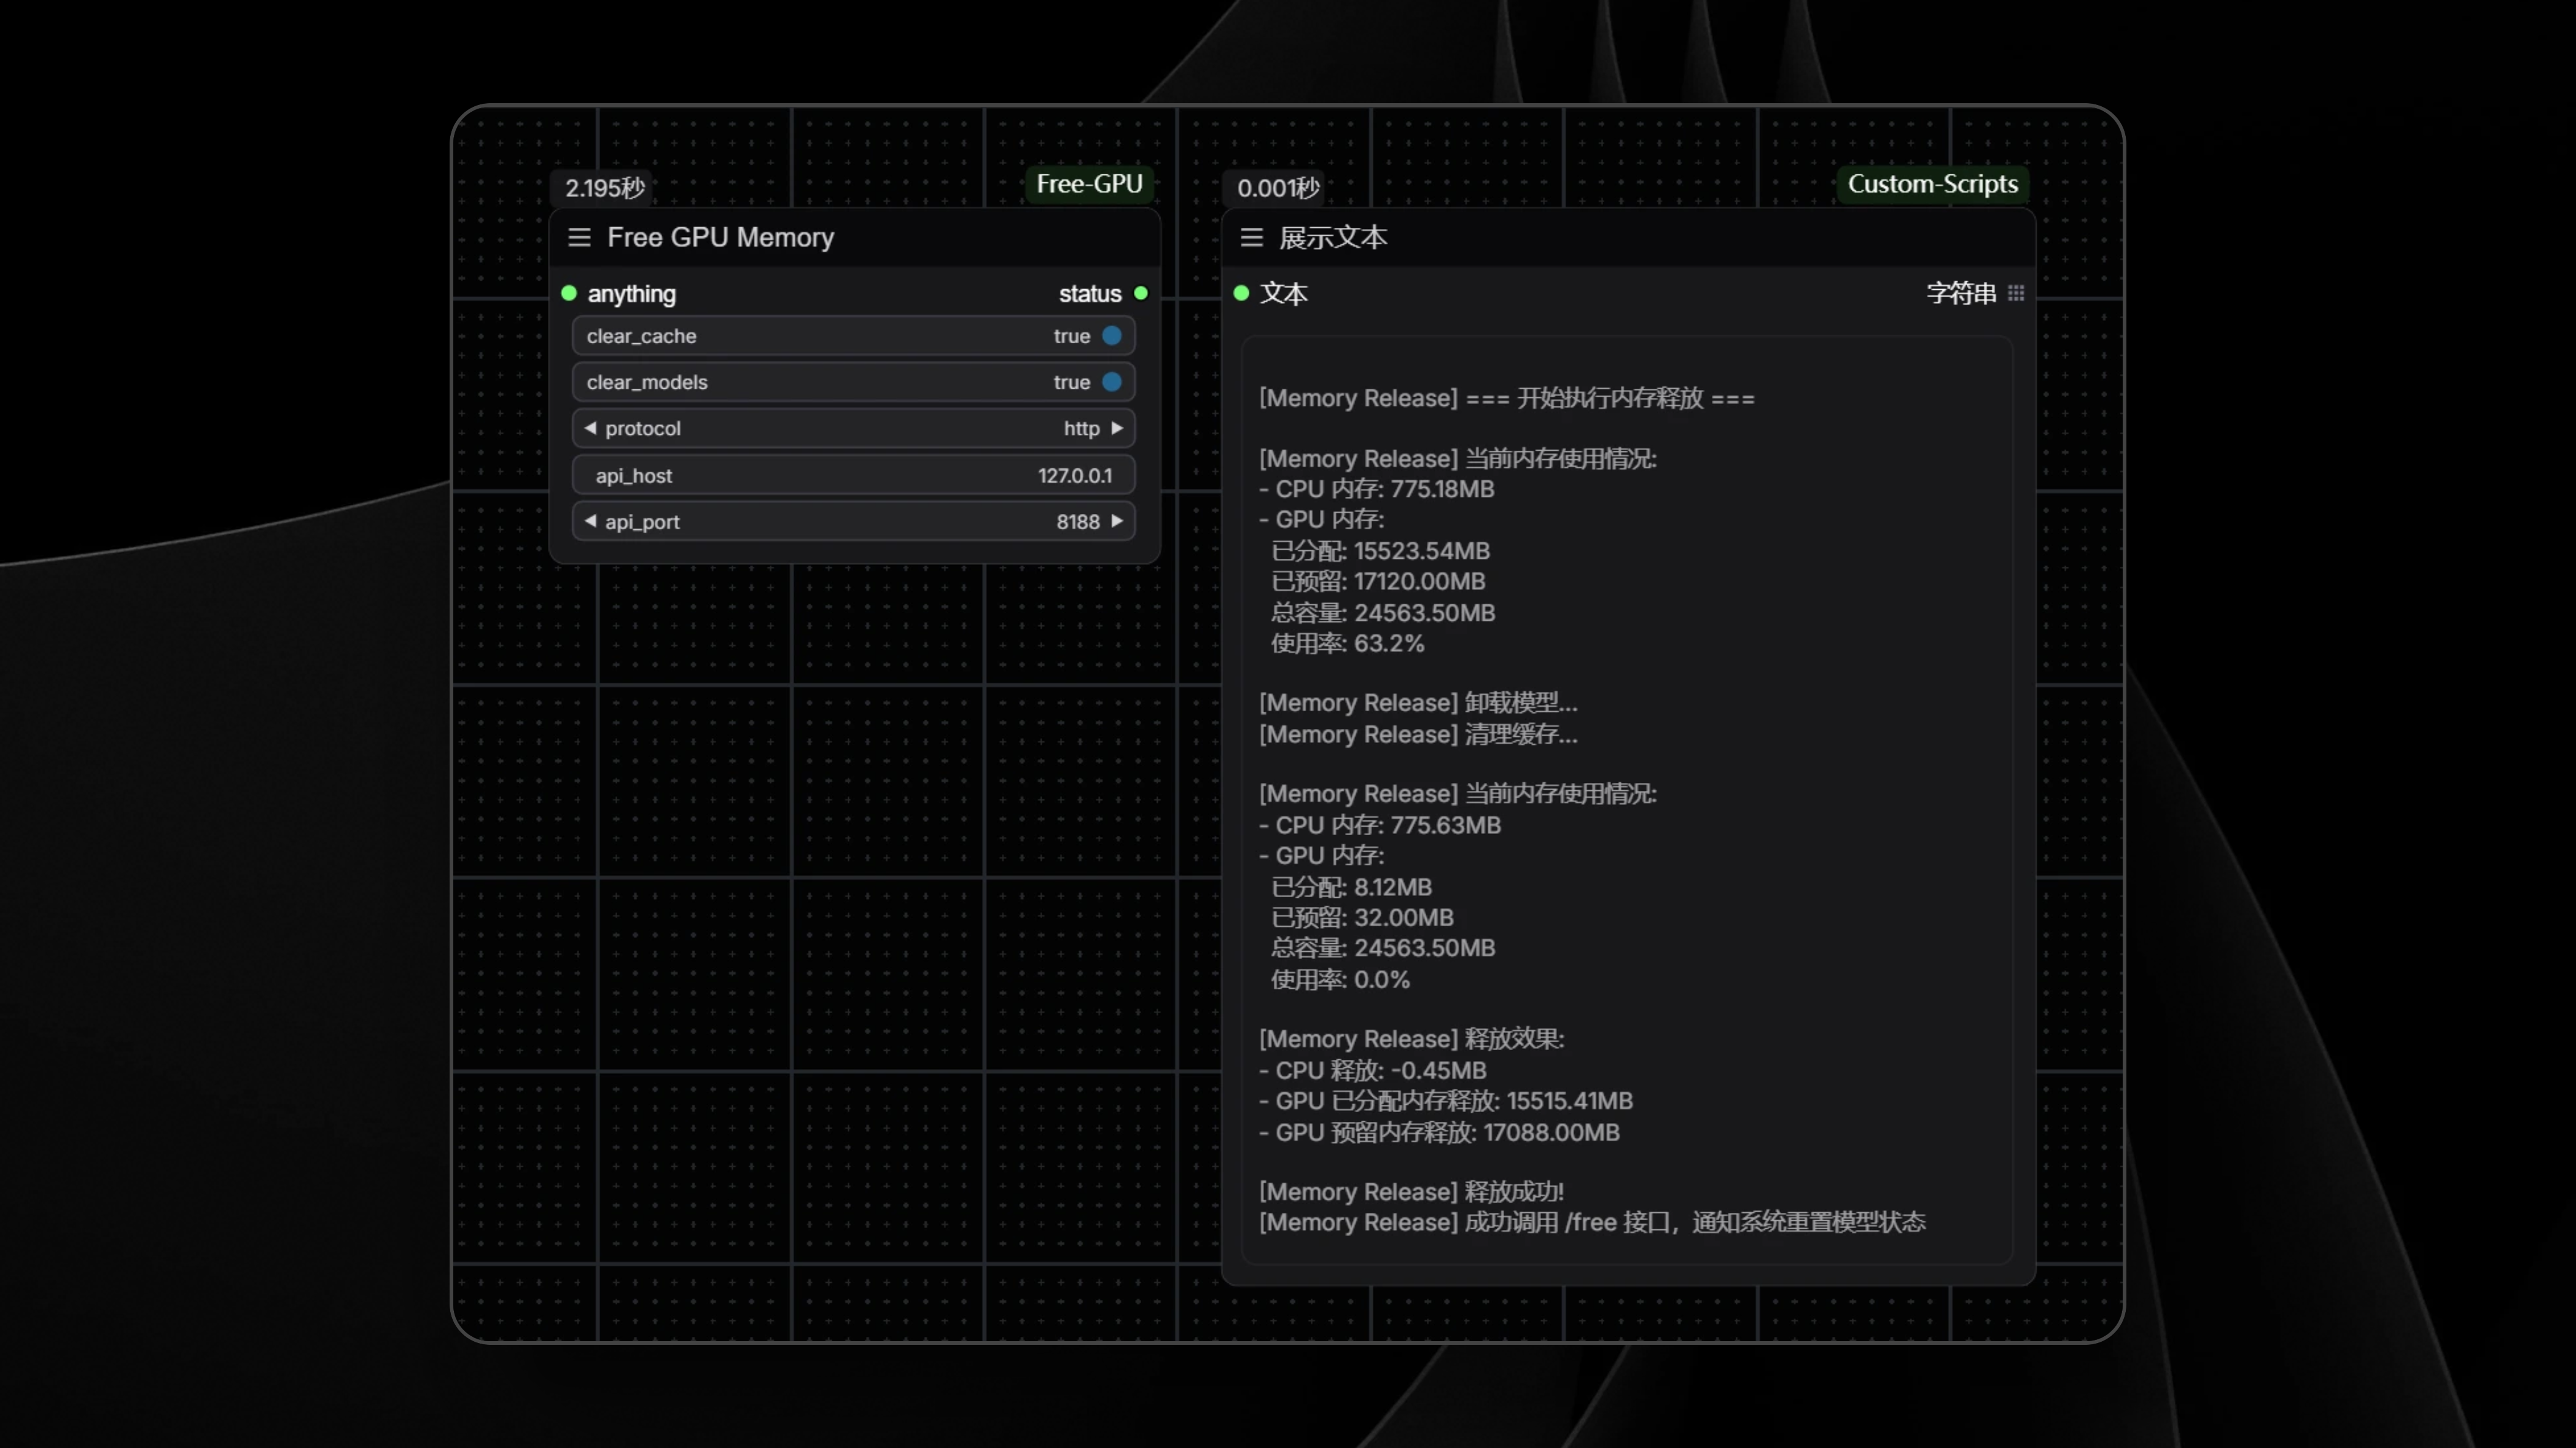 2.195秒
Free-GPU
Free GPU Memory
anything
status
clear_cache true
clear_models true
protocol http
api_host 127.0.0.1
api_port 8188
0.001秒
Custom-Scripts
展示文本
文本
字符串
[Memory Release] === 开始执行内存释放 ===
[Memory Release] 当前内存使用情况:
- CPU 内存: 775.18MB
- GPU 内存:
已分配: 15523.54MB
已预留: 17120.00MB
总容量: 24563.50MB
使用率: 63.2%
[Memory Release] 卸载模型...
[Memory Release] 清理缓存...
[Memory Release] 当前内存使用情况:
- CPU 内存: 775.63MB
- GPU 内存:
已分配: 8.12MB
已预留: 32.00MB
总容量: 24563.50MB
使用率: 0.0%
[Memory Release] 释放效果:
- CPU 释放: -0.45MB
- GPU 已分配内存释放: 15515.41MB
- GPU 预留内存释放: 17088.00MB
[Memory Release] 释放成功!
[Memory Release] 成功调用 /free 接口，通知系统重置模型状态